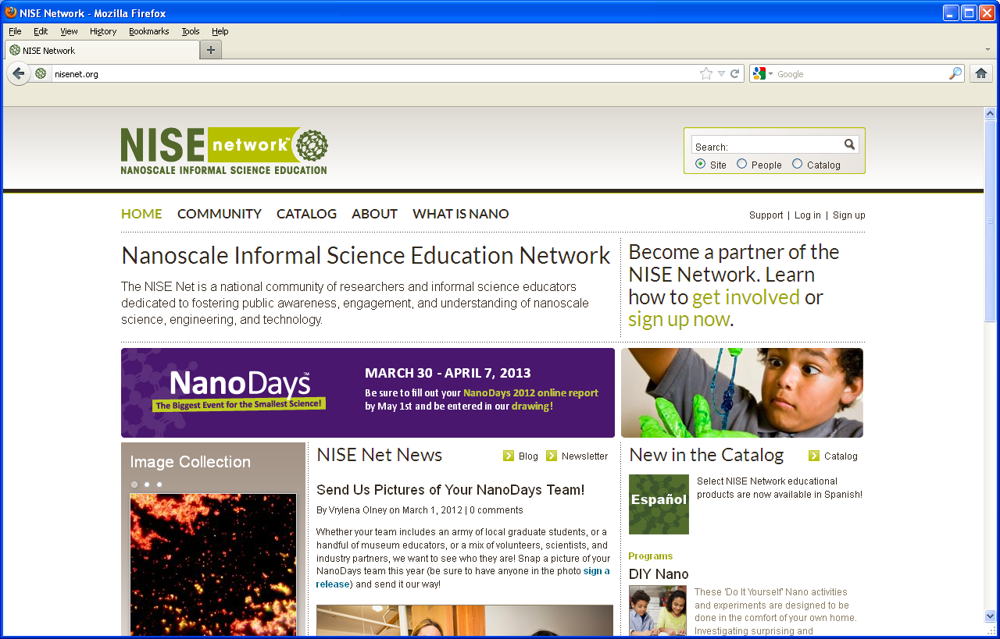 NISE Network - Mozilla Firefox
File Edit View History Bookmarks Tools Help
NISE Network
nisenet.org
Google
NISE network™
NANOSCALE INFORMAL SCIENCE EDUCATION
Search:
Site People Catalog
HOME COMMUNITY CATALOG ABOUT WHAT IS NANO
Support | Log in | Sign up
Nanoscale Informal Science Education Network
The NISE Net is a national community of researchers and informal science educators
dedicated to fostering public awareness, engagement, and understanding of nanoscale
science, engineering, and technology.
Become a partner of the
NISE Network. Learn
how to get involved or
sign up now.
NanoDays™
The Biggest Event for the Smallest Science!
MARCH 30 - APRIL 7, 2013
Be sure to fill out your NanoDays 2012 online report
by May 1st and be entered in our drawing!
Image Collection
NISE Net News
Blog Newsletter
Send Us Pictures of Your NanoDays Team!
By Vrylena Olney on March 1, 2012 | 0 comments
Whether your team includes an army of local graduate students, or a
handful of museum educators, or a mix of volunteers, scientists, and
industry partners, we want to see who they are! Snap a picture of your
NanoDays team this year (be sure to have anyone in the photo sign a
release) and send it our way!
New in the Catalog
Catalog
Español
Select NISE Network educational
products are now available in Spanish!
Programs
DIY Nano
These 'Do It Yourself' Nano activities
and experiments are designed to be
done in the comfort of your own home.
Investigating surprising and